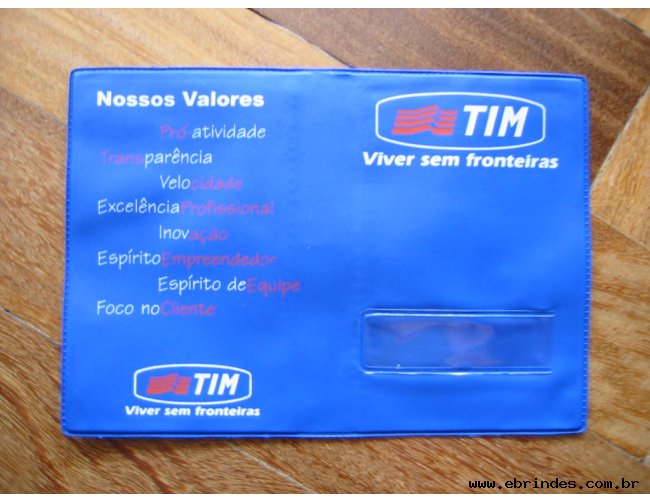 Nossos Valores
Pró-atividade
Transparência
Velocidade
Excelência Profissional
Inovação
Espírito Empreendedor
Espírito de Equipe
Foco no Cliente
TIM
Viver sem fronteiras
TIM
Viver sem fronteiras
www.ebrindes.com.br